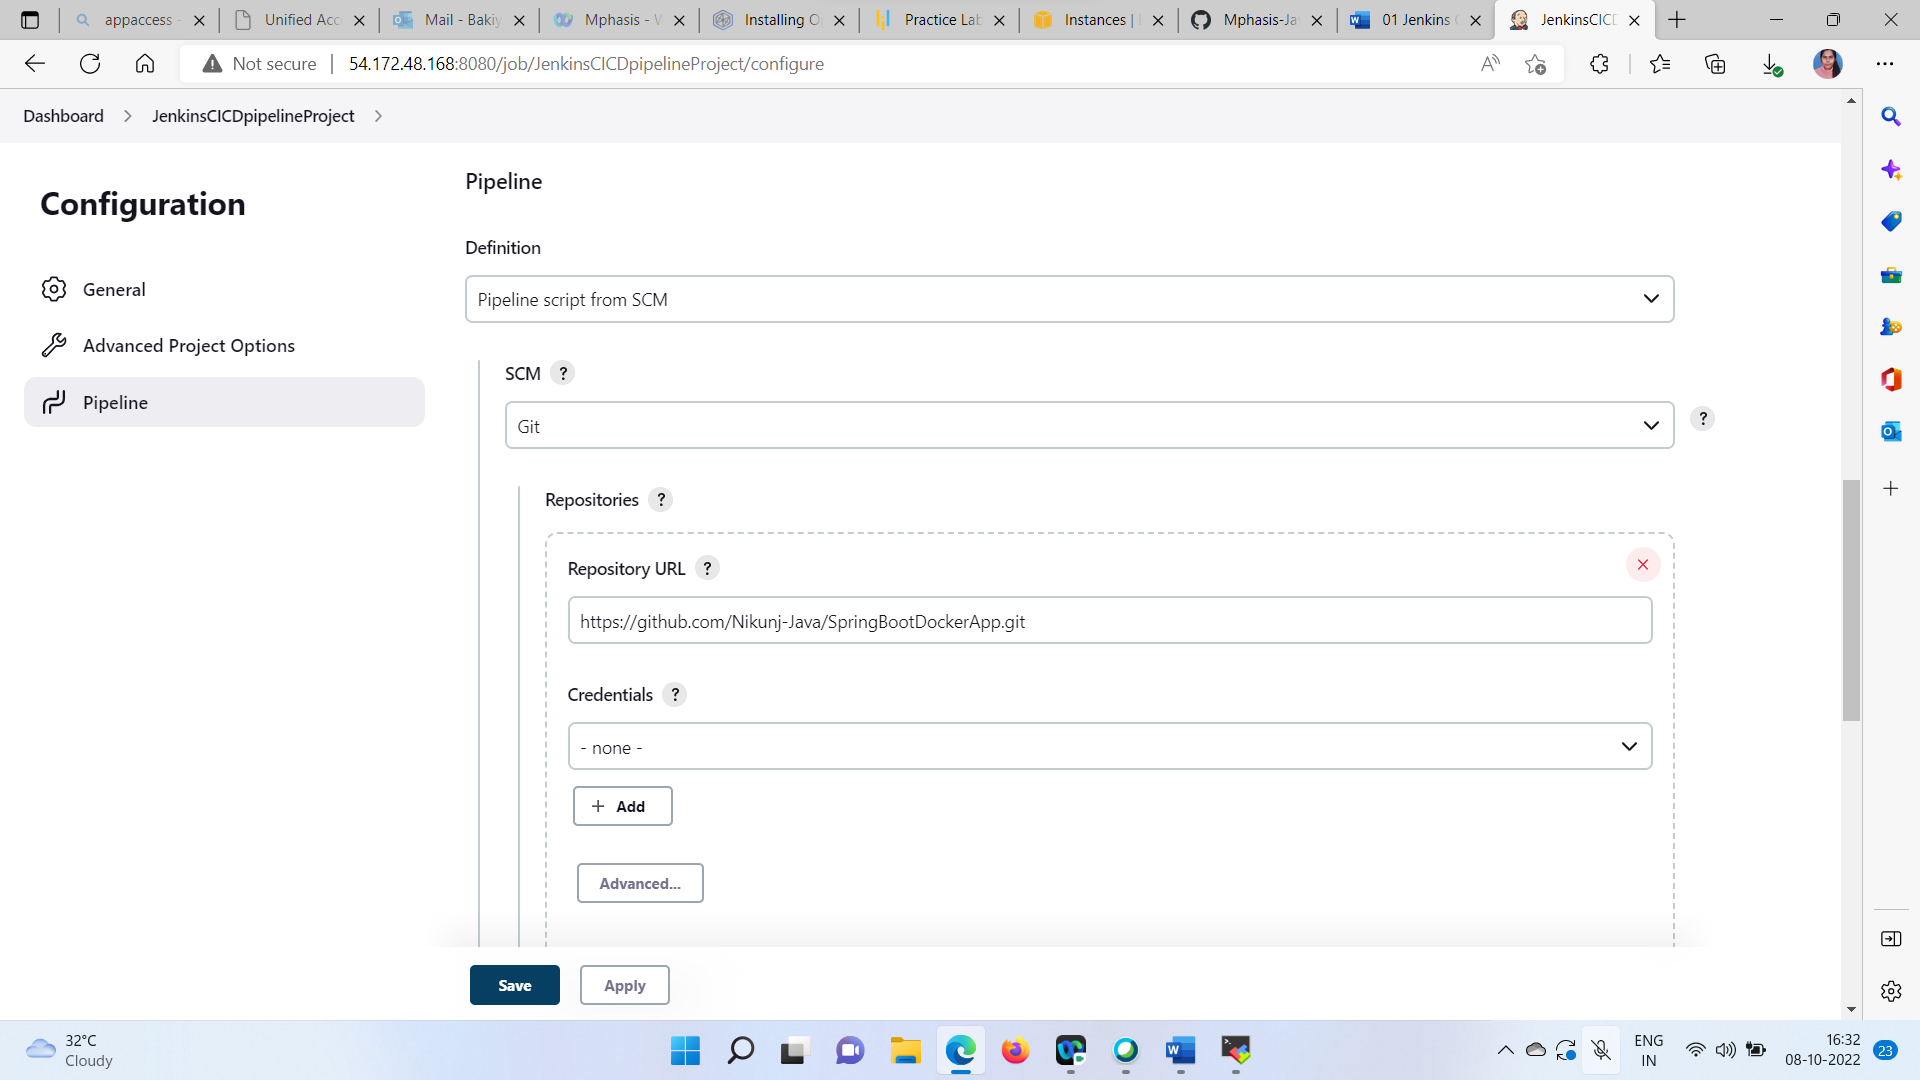 appaccess -
Unified Acc
Mail - Bakiy
Mphasis - V
Installing O
Practice Lab
Instances |
Mphasis-Ja
01 Jenkins
JenkinsCICD
Not secure
54.172.48.168:8080/job/JenkinsCICDpipelineProject/configure
Dashboard
JenkinsCICDpipelineProject
Configuration
General
Advanced Project Options
Pipeline
Pipeline
Definition
Pipeline script from SCM
SCM ?
Git
?
Repositories ?
Repository URL ?
https://github.com/Nikunj-Java/SpringBootDockerApp.git
Credentials ?
- none -
+ Add
Advanced...
Save
Apply
32°C
Cloudy
ENG
IN
16:32
08-10-2022
23